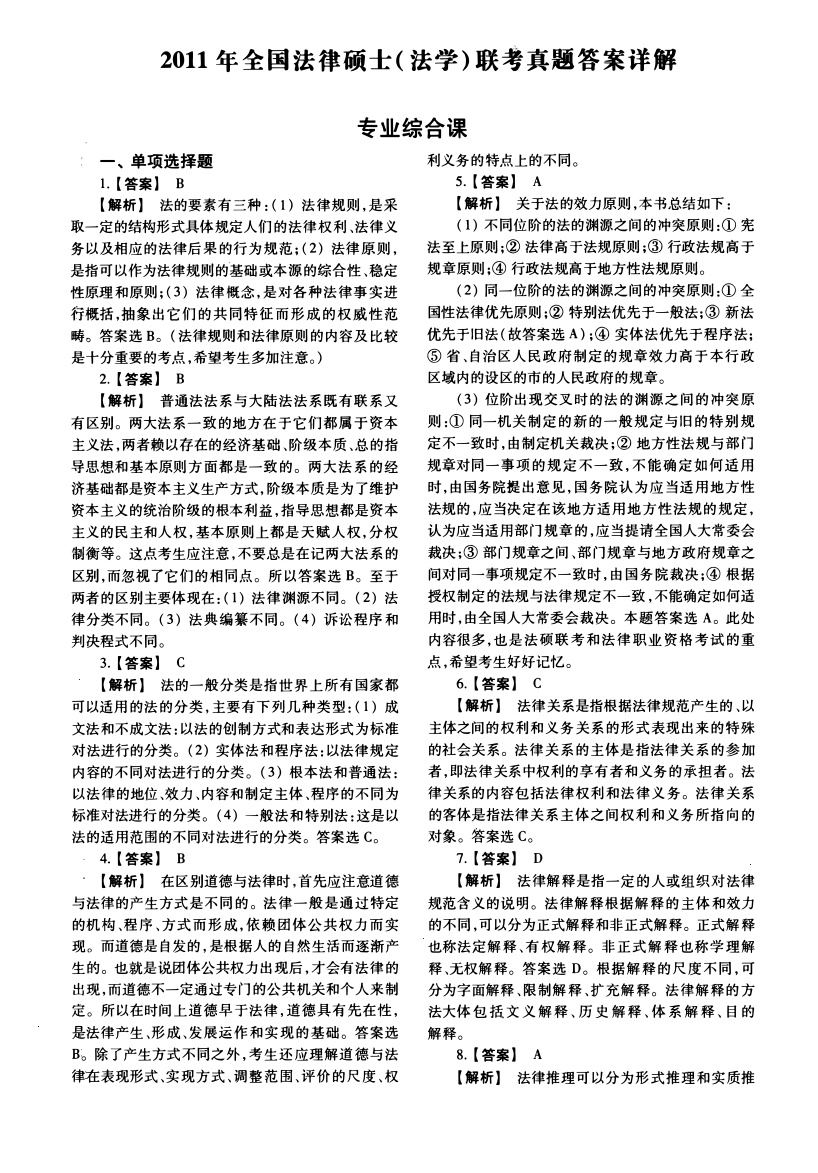 2011 年全国法律硕士(法学)联考真题答案详解
专业综合课
一、单项选择题
1.【答案】 B
【解析】 法的要素有三种:(1) 法律规则,是采
取一定的结构形式具体规定人们的法律权利、法律义
务以及相应的法律后果的行为规范;(2) 法律原则,
是指可以作为法律规则的基础或本源的综合性、稳定
性原理和原则;(3) 法律概念,是对各种法律事实进
行概括,抽象出它们的共同特征而形成的权威性范
畴。答案选 B。(法律规则和法律原则的内容及比较
是十分重要的考点,希望考生多加注意。)
2.【答案】 B
【解析】 普通法法系与大陆法法系既有联系又
有区别。两大法系一致的地方在于它们都属于资本
主义法,两者赖以存在的经济基础、阶级本质、总的指
导思想和基本原则方面都是一致的。两大法系的经
济基础都是资本主义生产方式,阶级本质是为了维护
资本主义的统治阶级的根本利益,指导思想都是资本
主义的民主和人权,基本原则上都是天赋人权,分权
制衡等。这点考生应注意,不要总是在记两大法系的
区别,而忽视了它们的相同点。所以答案选 B。至于
两者的区别主要体现在:(1) 法律渊源不同。(2) 法
律分类不同。(3) 法典编纂不同。(4) 诉讼程序和
判决程式不同。
3.【答案】 C
【解析】 法的一般分类是指世界上所有国家都
可以适用的法的分类,主要有下列几种类型:(1) 成
文法和不成文法:以法的创制方式和表达形式为标准
对法进行的分类。(2) 实体法和程序法:以法律规定
内容的不同对法进行的分类。(3) 根本法和普通法:
以法律的地位、效力、内容和制定主体、程序的不同为
标准对法进行的分类。(4) 一般法和特别法:这是以
法的适用范围的不同对法进行的分类。答案选 C。
4.【答案】 B
【解析】 在区别道德与法律时,首先应注意道德
与法律的产生方式是不同的。法律一般是通过特定
的机构、程序、方式而形成,依赖团体公共权力而实
现。而道德是自发的,是根据人的自然生活而逐渐产
生的。也就是说团体公共权力出现后,才会有法律的
出现,而道德不一定通过专门的公共机关和个人来制
定。所以在时间上道德早于法律,道德具有先在性,
是法律产生、形成、发展运作和实现的基础。答案选
B。除了产生方式不同之外,考生还应理解道德与法
律在表现形式、实现方式、调整范围、评价的尺度、权
利义务的特点上的不同。
5.【答案】 A
【解析】 关于法的效力原则,本书总结如下:
(1) 不同位阶的法的渊源之间的冲突原则:① 宪
法至上原则;② 法律高于法规原则;③ 行政法规高于
规章原则;④ 行政法规高于地方性法规原则。
(2) 同一位阶的法的渊源之间的冲突原则:① 全
国性法律优先原则;② 特别法优先于一般法;③ 新法
优先于旧法(故答案选 A);④ 实体法优先于程序法;
⑤ 省、自治区人民政府制定的规章效力高于本行政
区域内的设区的市的人民政府的规章。
(3) 位阶出现交叉时的法的渊源之间的冲突原
则:① 同一机关制定的新的一般规定与旧的特别规
定不一致时,由制定机关裁决;② 地方性法规与部门
规章对同一事项的规定不一致,不能确定如何适用
时,由国务院提出意见,国务院认为应当适用地方性
法规的,应当决定在该地方适用地方性法规的规定,
认为应当适用部门规章的,应当提请全国人大常委会
裁决;③ 部门规章之间、部门规章与地方政府规章之
间对同一事项规定不一致时,由国务院裁决;④ 根据
授权制定的法规与法律规定不一致,不能确定如何适
用时,由全国人大常委会裁决。本题答案选 A。此处
内容很多,也是法硕联考和法律职业资格考试的重
点,希望考生好好记忆。
6.【答案】 C
【解析】 法律关系是指根据法律规范产生的、以
主体之间的权利和义务关系的形式表现出来的特殊
的社会关系。法律关系的主体是指法律关系的参加
者,即法律关系中权利的享有者和义务的承担者。法
律关系的内容包括法律权利和法律义务。法律关系
的客体是指法律关系主体之间权利和义务所指向的
对象。答案选 C。
7.【答案】 D
【解析】 法律解释是指一定的人或组织对法律
规范含义的说明。法律解释根据解释的主体和效力
的不同,可以分为正式解释和非正式解释。正式解释
也称法定解释、有权解释。非正式解释也称学理解
释、无权解释。答案选 D。根据解释的尺度不同,可
分为字面解释、限制解释、扩充解释。法律解释的方
法大体包括文义解释、历史解释、体系解释、目的
解释。
8.【答案】 A
【解析】 法律推理可以分为形式推理和实质推